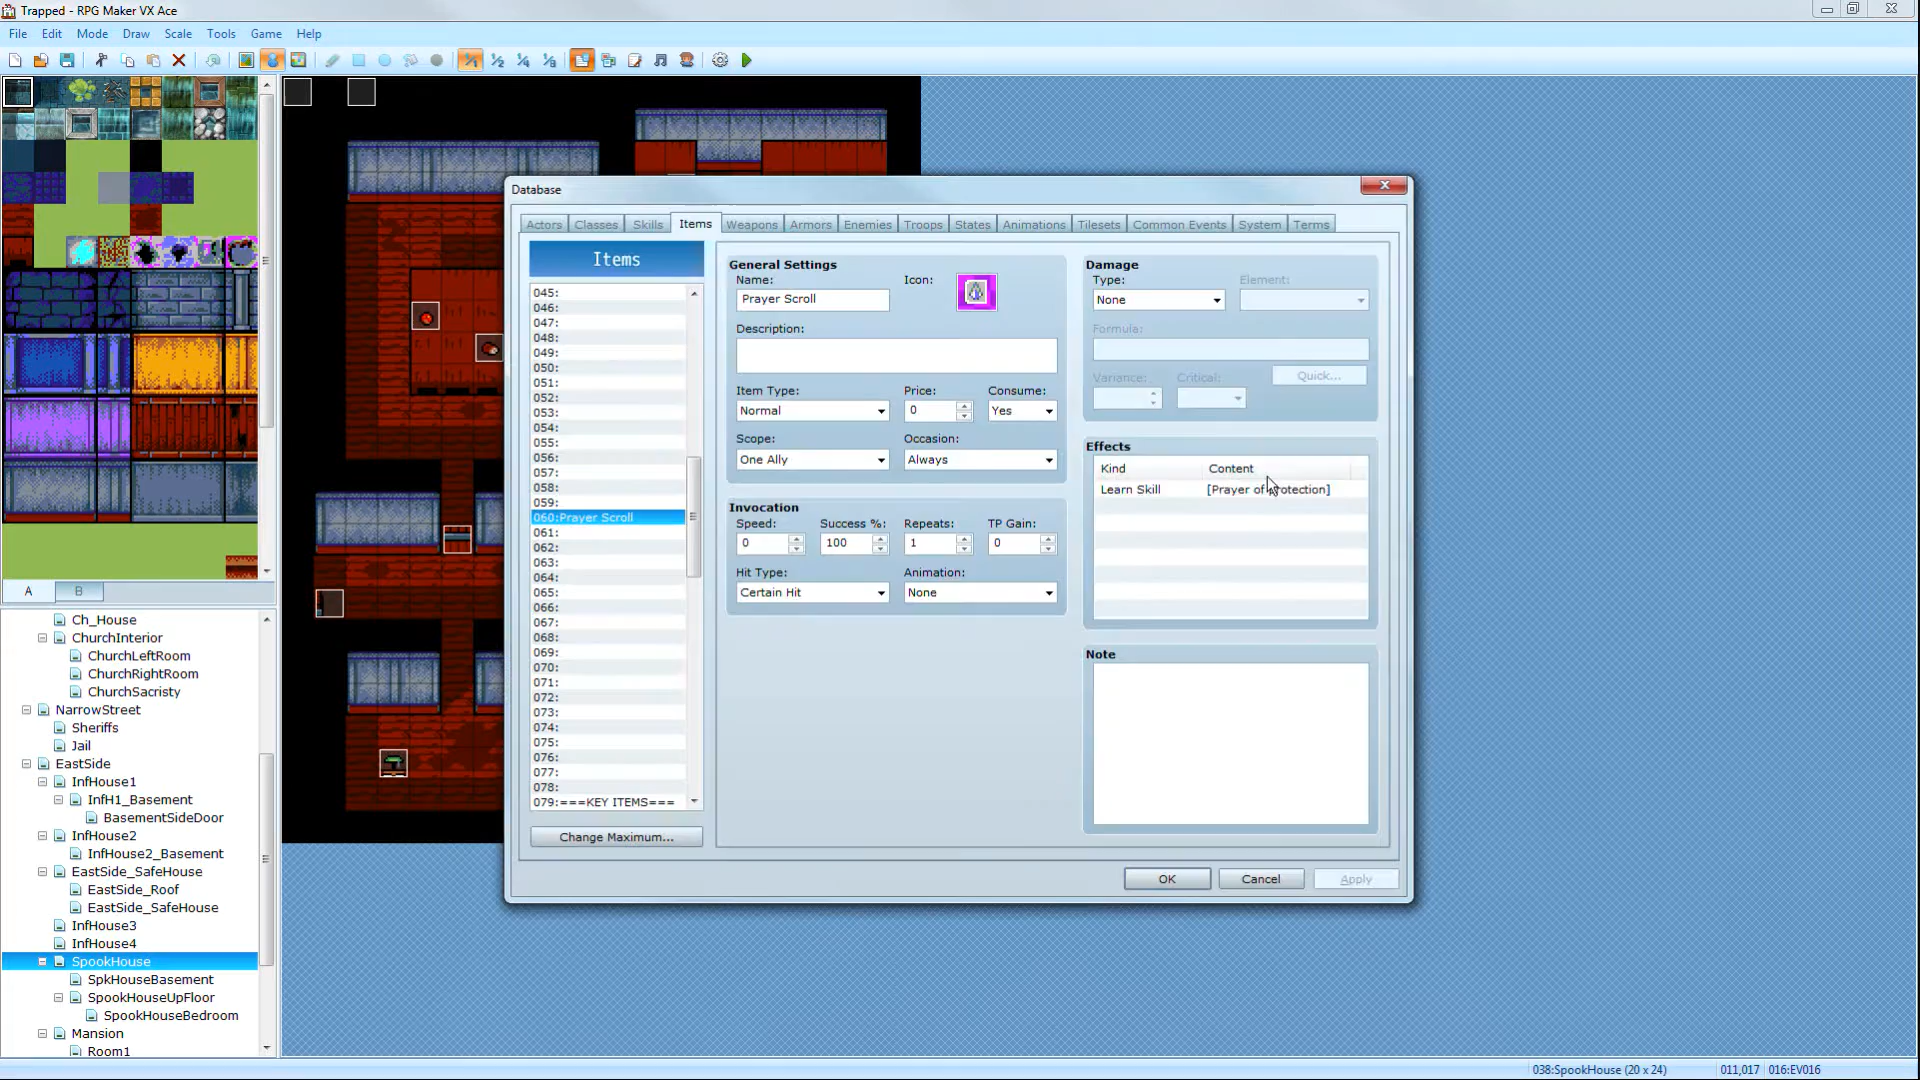 Trapped - RPG Maker VX Ace
File Edit Mode Draw Scale Tools Game Help
A B
Ch_House
ChurchInterior
ChurchLeftRoom
ChurchRightRoom
ChurchSacristy
NarrowStreet
Sheriffs
Jail
EastSide
InfHouse1
InfH1_Basement
BasementSideDoor
InfHouse2
InfHouse2_Basement
EastSide_SafeHouse
EastSide_Roof
EastSide_SafeHouse
InfHouse3
InfHouse4
SpookHouse
SpkHouseBasement
SpookHouseUpFloor
SpookHouseBedroom
Mansion
Room1
Database
Actors Classes Skills Items Weapons Armors Enemies Troops States Animations Tilesets Common Events System Terms
Items
045:
046:
047:
048:
049:
050:
051:
052:
053:
054:
055:
056:
057:
058:
059:
060:Prayer Scroll
061:
062:
063:
064:
065:
066:
067:
068:
069:
070:
071:
072:
073:
074:
075:
076:
077:
078:
079:===KEY ITEMS===
Change Maximum...
General Settings
Name: Icon:
Prayer Scroll
Description:
Item Type: Price: Consume:
Normal 0 Yes
Scope: Occasion:
One Ally Always
Invocation
Speed: Success %: Repeats: TP Gain:
0 100 1 0
Hit Type: Animation:
Certain Hit None
Damage
Type: Element:
None
Formula:
Variance: Critical: Quick...
Effects
Kind Content
Learn Skill [Prayer of Protection]
Note
OK Cancel Apply
038:SpookHouse (20 x 24) 011,017 016:EV016